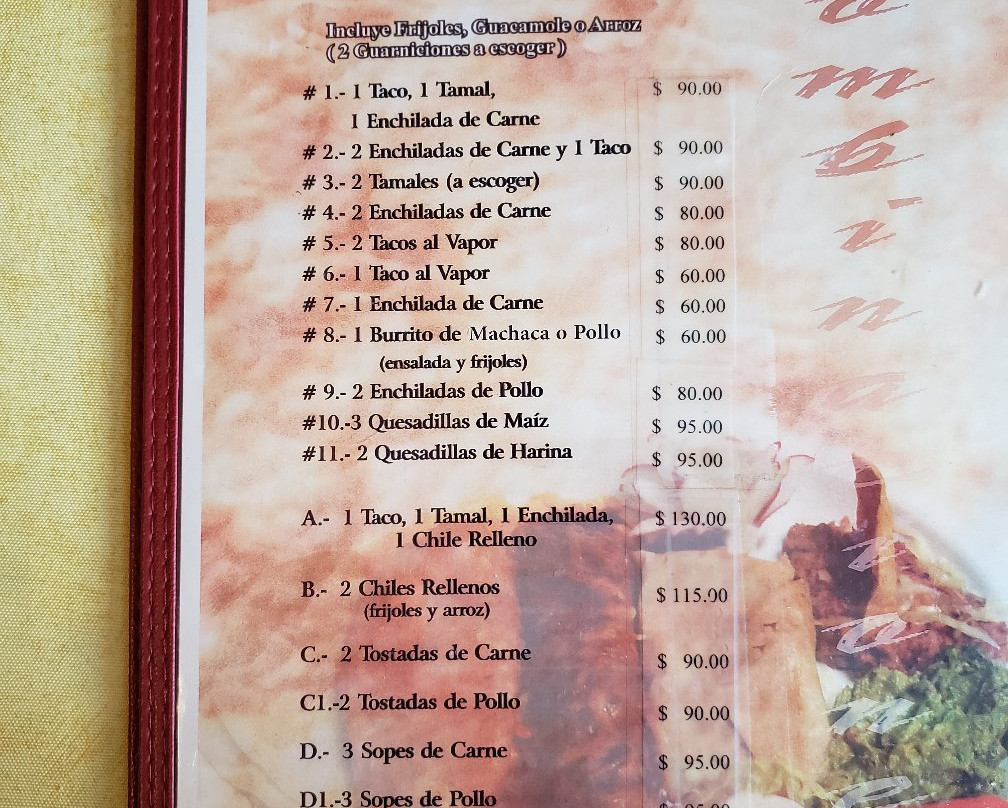 Incluye Frijoles, Guacamole o Arroz
(2 Guarniciones a escoger)
# 1.- 1 Taco, 1 Tamal, $ 90.00
1 Enchilada de Carne
# 2.- 2 Enchiladas de Carne y 1 Taco $ 90.00
# 3.- 2 Tamales (a escoger) $ 90.00
# 4.- 2 Enchiladas de Carne $ 80.00
# 5.- 2 Tacos al Vapor $ 80.00
# 6.- 1 Taco al Vapor $ 60.00
# 7.- 1 Enchilada de Carne $ 60.00
# 8.- 1 Burrito de Machaca o Pollo $ 60.00
(ensalada y frijoles)
# 9.- 2 Enchiladas de Pollo $ 80.00
#10.-3 Quesadillas de Maíz $ 95.00
#11.- 2 Quesadillas de Harina $ 95.00
A.- 1 Taco, 1 Tamal, 1 Enchilada, $ 130.00
1 Chile Relleno
B.- 2 Chiles Rellenos $ 115.00
(frijoles y arroz)
C.- 2 Tostadas de Carne $ 90.00
C1.-2 Tostadas de Pollo $ 90.00
D.- 3 Sopes de Carne $ 95.00
D1.-3 Sopes de Pollo